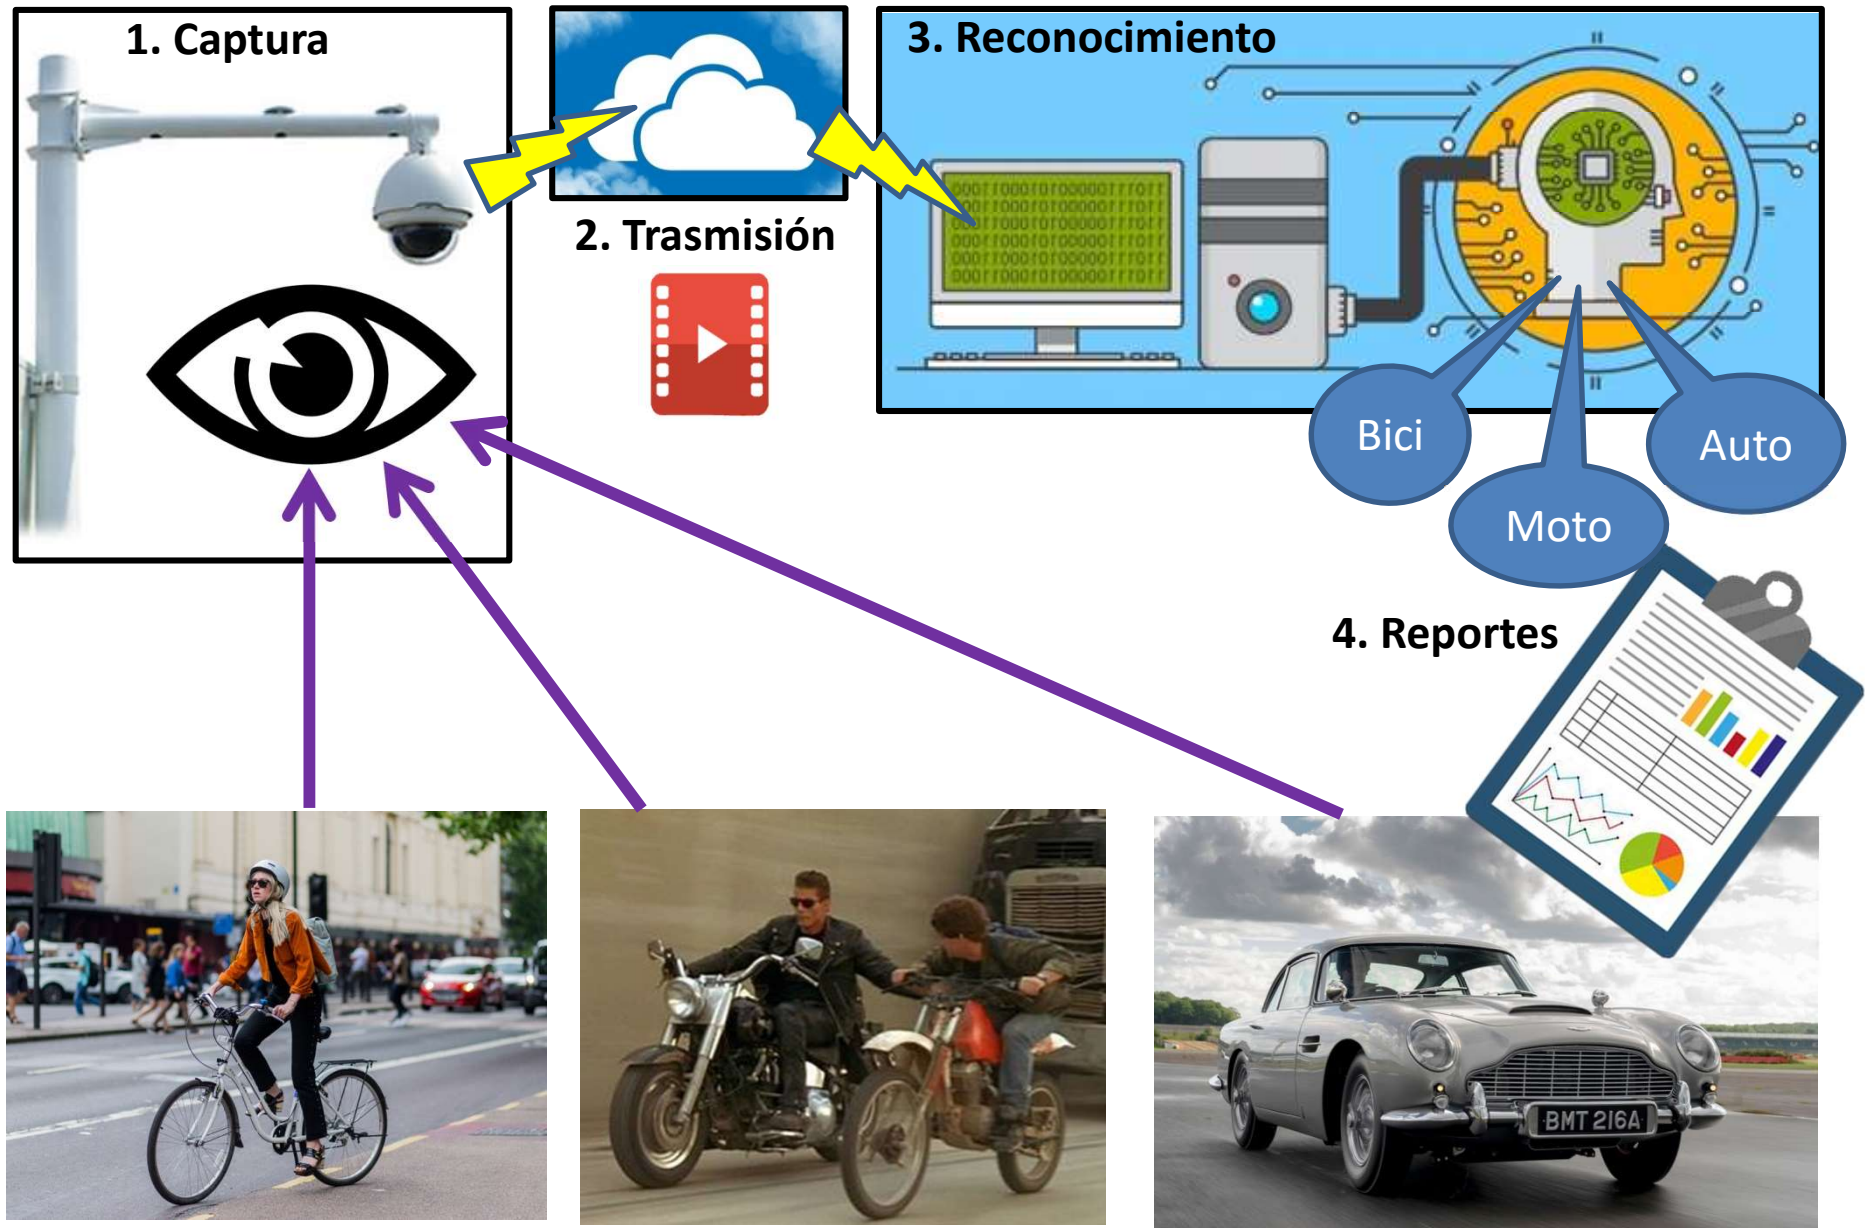 1. Captura
3. Reconocimiento
2. Trasmisión
Bici
Auto
Moto
4. Reportes
BMT 216A